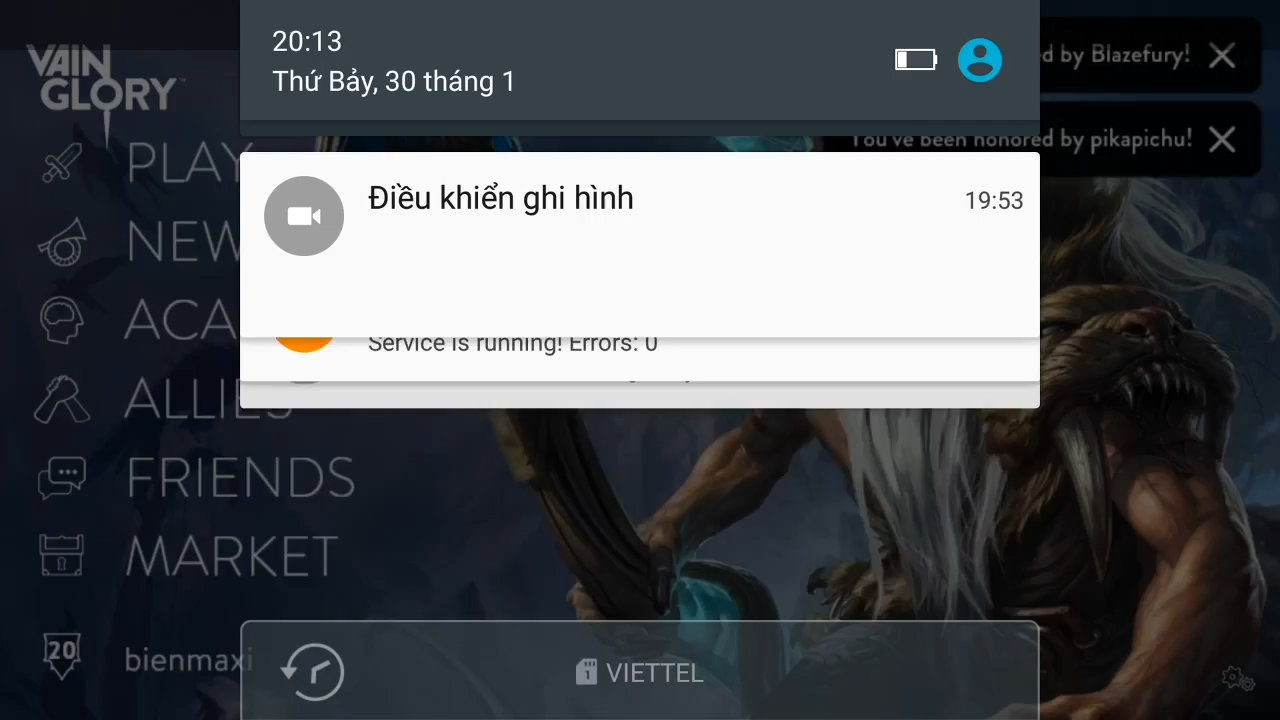 20:13
Thứ Bảy, 30 tháng 1
d by Blazefury!
You've been honored by pikapichu!
VAIN
GLORY
PLAY
Điều khiển ghi hình
19:53
NEW
ACA
Service is running! Errors: 0
ALLIES
FRIENDS
MARKET
20
bienmaxi
1
VIETTEL